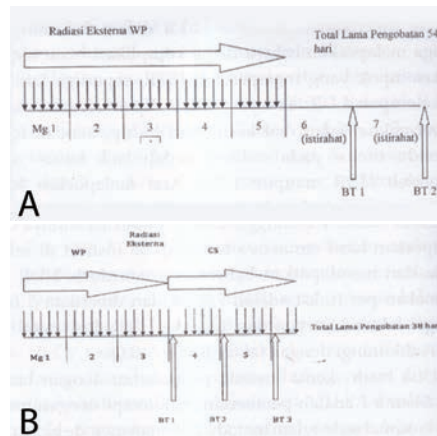 Radiasi Eksterna WP
Total Lama Pengobatan 54
hari
Mg 1 2 3 4 5 6 7
(istirahat) (istirahat)
BT 1 BT 2
A
Radiasi
Eksterna
WP CS
Total Lama Pengobatan 38 h
Mg 1 2 4 5
BT 1 BT 2 BT 3
B